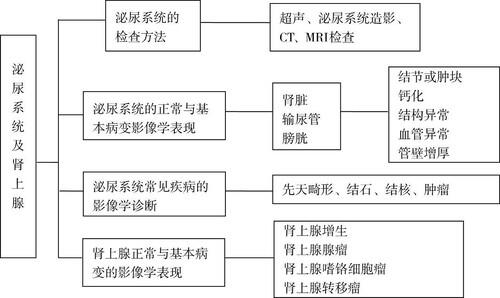 泌尿系统及肾上腺
泌尿系统的
检查方法
超声、泌尿系统造影、
CT、MRI检查
泌尿系统的正常与基
本病变影像学表现
肾脏
输尿管
膀胱
结节或肿块
钙化
结构异常
血管异常
管壁增厚
泌尿系统常见疾病的
影像学诊断
先天畸形、结石、结核、肿瘤
肾上腺正常与基本病
变的影像学表现
肾上腺增生
肾上腺腺瘤
肾上腺嗜铬细胞瘤
肾上腺转移瘤